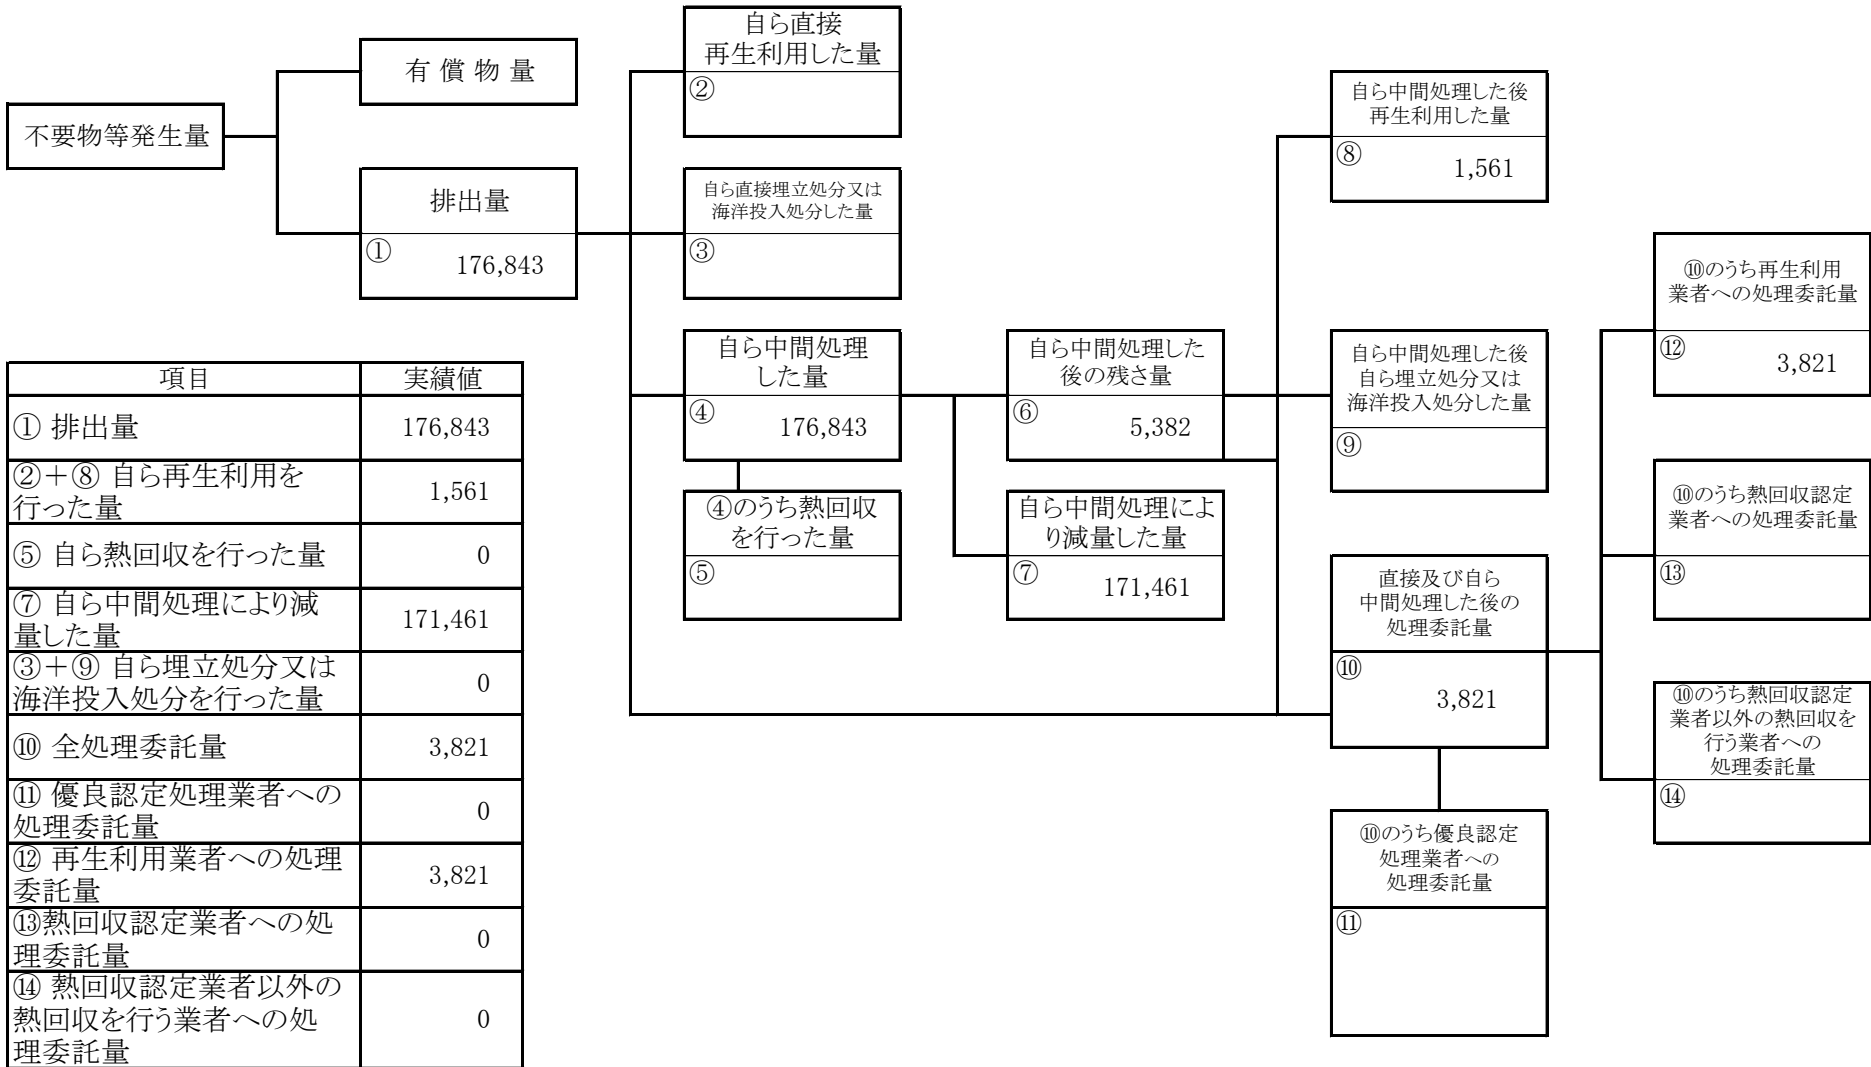 不要物等発生量
有 償 物 量
排出量
① 176,843
自ら直接
再生利用した量
②
自ら直接埋立処分又は
海洋投入処分した量
③
自ら中間処理
した量
④ 176,843
④のうち熱回収
を行った量
⑤
自ら中間処理した
後の残さ量
⑥ 5,382
自ら中間処理によ
り減量した量
⑦ 171,461
自ら中間処理した後
再生利用した量
⑧ 1,561
自ら中間処理した後
自ら埋立処分又は
海洋投入処分した量
⑨
直接及び自ら
中間処理した後の
処理委託量
⑩ 3,821
⑩のうち優良認定
処理業者への
処理委託量
⑪
⑩のうち再生利用
業者への処理委託量
⑫ 3,821
⑩のうち熱回収認定
業者への処理委託量
⑬
⑩のうち熱回収認定
業者以外の熱回収を
行う業者への
処理委託量
⑭
項目 実績値
① 排出量 176,843
②＋⑧ 自ら再生利用を
行った量 1,561
⑤ 自ら熱回収を行った量 0
⑦ 自ら中間処理により減
量した量 171,461
③＋⑨ 自ら埋立処分又は
海洋投入処分を行った量 0
⑩ 全処理委託量 3,821
⑪ 優良認定処理業者への
処理委託量 0
⑫ 再生利用業者への処理
委託量 3,821
⑬熱回収認定業者への処
理委託量 0
⑭ 熱回収認定業者以外の
熱回収を行う業者への処
理委託量 0